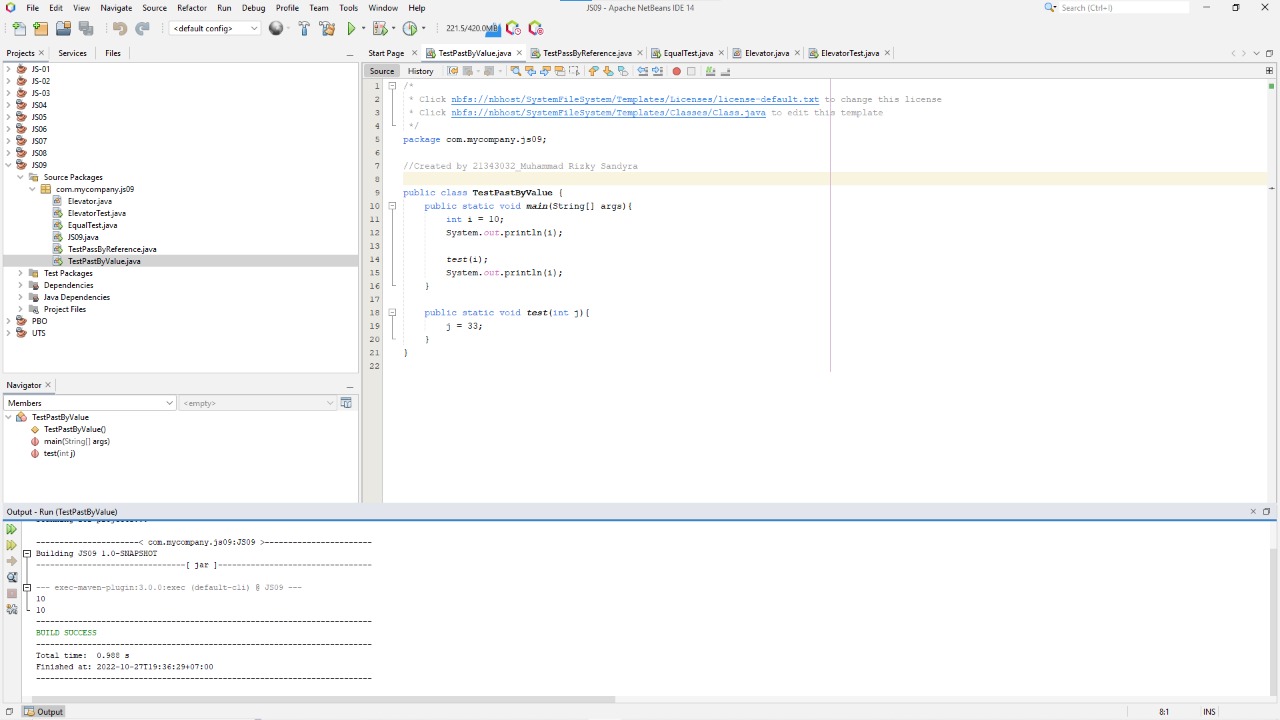 File Edit View Navigate Source Refactor Run Debug Profile Team Tools Window Help
JS09 - Apache NetBeans IDE 14
Search (Ctrl+I)
<default config>
221.5/420.0MB
Projects
Services
Files
JS-01
JS-02
JS-03
JS04
JS05
JS06
JS07
JS08
JS09
Source Packages
com.mycompany.js09
Elevator.java
ElevatorTest.java
EqualTest.java
JS09.java
TestPassByReference.java
TestPastByValue.java
Test Packages
Dependencies
Java Dependencies
Project Files
PBO
UTS
Navigator
Members
<empty>
TestPastByValue
TestPastByValue()
main(String[] args)
test(int j)
Start Page
TestPastByValue.java
TestPassByReference.java
EqualTest.java
Elevator.java
ElevatorTest.java
Source
History
1 /*
2 * Click nbfs://nbhost/SystemFileSystem/Templates/Licenses/license-default.txt to change this license
3 * Click nbfs://nbhost/SystemFileSystem/Templates/Classes/Class.java to edit this template
4 */
5 package com.mycompany.js09;
6
7 //Created by 21343032_Muhammad Rizky Sandyra
8
9 public class TestPastByValue {
10 public static void main(String[] args){
11 int i = 10;
12 System.out.println(i);
13
14 test(i);
15 System.out.println(i);
16 }
17
18 public static void test(int j){
19 j = 33;
20 }
21 }
22
Output - Run (TestPastByValue)
----------------------< com.mycompany.js09:JS09 >-----------------------
Building JS09 1.0-SNAPSHOT
--------------------------------[ jar ]---------------------------------
--- exec-maven-plugin:3.0.0:exec (default-cli) @ JS09 ---
10
10
------------------------------------------------------------------------
BUILD SUCCESS
------------------------------------------------------------------------
Total time:  0.988 s
Finished at: 2022-10-27T19:36:29+07:00
------------------------------------------------------------------------
Output
8:1
INS